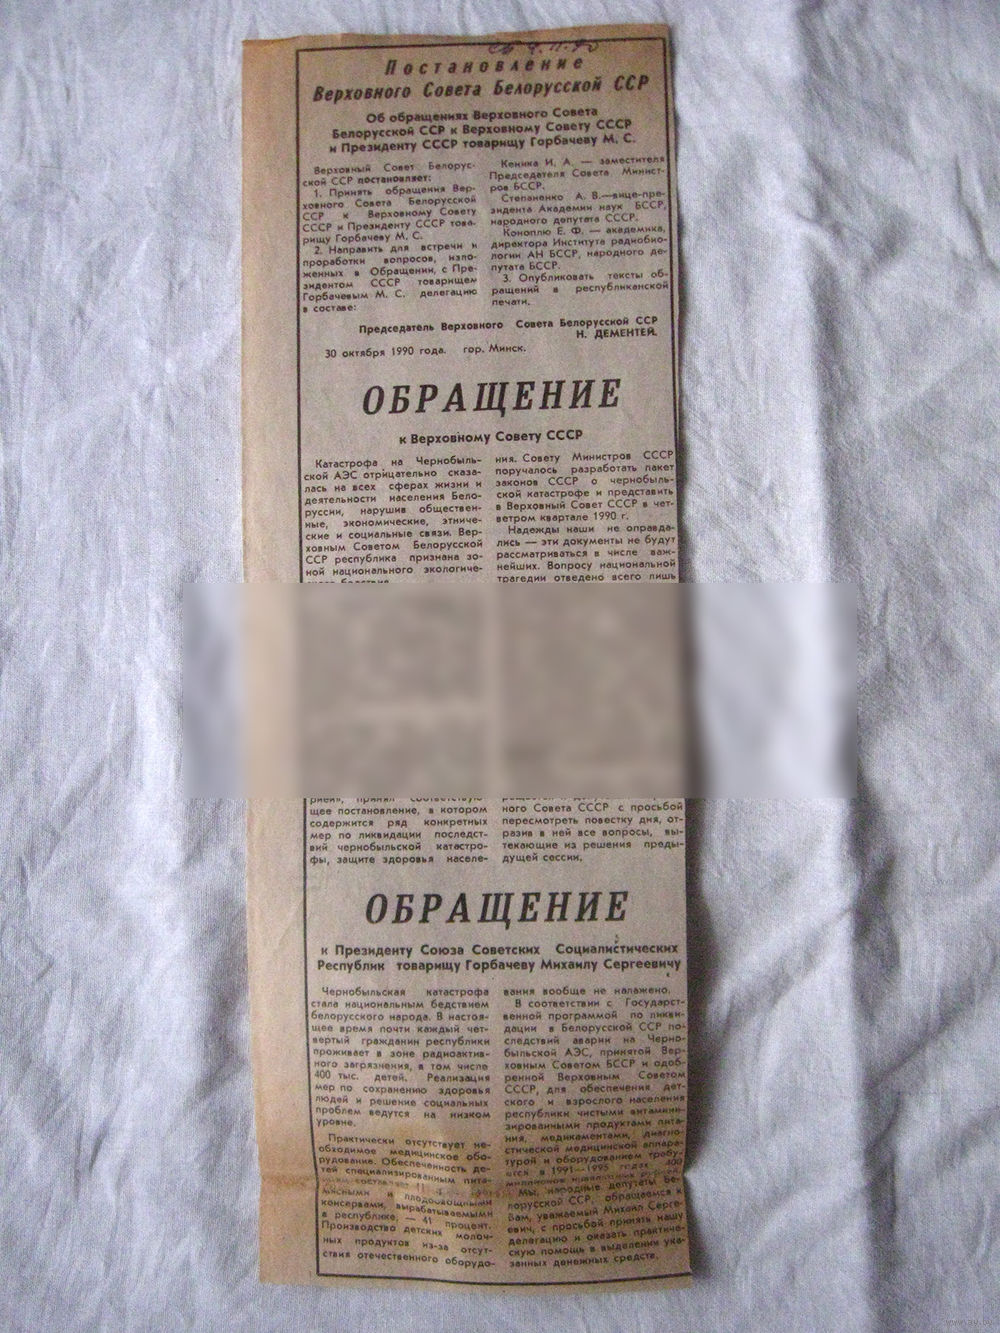 Постановление
Верховного Совета Белорусской ССР
Об обращениях Верховного Совета
Белорусской ССР к Верховному Совету СССР
и Президенту СССР товарищу Горбачеву М. С.
Верховный Совет Белорус-
ской ССР постановляет:
1. Принять обращения Вер-
ховного Совета Белорусской
ССР к Верховному Совету
СССР и Президенту СССР това-
рищу Горбачеву М. С.
2. Направить для встречи и
проработки вопросов, изло-
женных в Обращении, с Пре-
зидентом СССР товарищем
Горбачевым М. С. делегацию
в составе:
Кеника И. А. — заместителя
Председателя Совета Минист-
ров БССР.
Степаненко А. В.—вице-пре-
зидента Академии наук БССР,
народного депутата СССР.
Коноплю Е. Ф. — академика,
директора Института радиобио-
логии АН БССР, народного де-
путата БССР.
3. Опубликовать тексты об-
ращений в республиканской
печати.
Председатель Верховного Совета Белорусской ССР
Н. ДЕМЕНТЕЙ.
30 октября 1990 года. гор. Минск.
ОБРАЩЕНИЕ
к Верховному Совету СССР
Катастрофа на Чернобыль-
ской АЭС отрицательно сказа-
лась на всех сферах жизни и
деятельности населения Бело-
руссии, нарушив обществен-
ные, экономические, этниче-
ские и социальные связи. Вер-
ховным Советом Белорусской
ССР республика признана зо-
ной национального экологиче-
рией», принял соответствую-
щее постановление, в котором
содержится ряд конкретных
мер по ликвидации последст-
вий чернобыльской катастро-
фы, защите здоровья населе-
ния. Совету Министров СССР
поручалось разработать пакет
законов СССР о чернобыль-
ской катастрофе и представить
в Верховный Совет СССР в чет-
вертом квартале 1990 г.
Надежды наши не оправда-
лись — эти документы не будут
рассматриваться в числе важ-
нейших. Вопросу национальной
трагедии отведено всего лишь
ного Совета СССР с просьбой
пересмотреть повестку дня, от-
разив в ней все вопросы, вы-
текающие из решения преды-
дущей сессии.
ОБРАЩЕНИЕ
к Президенту Союза Советских Социалистических
Республик товарищу Горбачеву Михаилу Сергеевичу
Чернобыльская катастрофа
стала национальным бедствием
белорусского народа. В настоя-
щее время почти каждый чет-
вертый гражданин республики
проживает в зоне радиоактив-
ного загрязнения, в том числе
400 тыс. детей. Реализация
мер по сохранению здоровья
людей и решение социальных
проблем ведутся на низком
уровне.
Практически отсутствует не-
обходимое медицинское обо-
рудование. Обеспеченность де-
тей специализированным пита-
мясными и плодоовощными
консервами, вырабатываемыми
в республике, — 41 процент.
Производство детских молоч-
ных продуктов из-за отсут-
ствия отечественного оборудо-
вания вообще не налажено.
В соответствии с Государст-
венной программой по ликви-
дации в Белорусской ССР по-
следствий аварии на Черно-
быльской АЭС, принятой Вер-
ховным Советом БССР и одоб-
ренной Верховным Советом
СССР, для обеспечения дет-
ского и взрослого населения
республики чистыми витамини-
зированными продуктами пита-
ния, медикаментами, диагно-
стической медицинской аппара-
турой и оборудованием требу-
ется в 1991—1995 годах 400
Мы, народные депутаты Бе-
лорусской ССР, обращаемся к
Вам, уважаемый Михаил Серге-
евич, с просьбой принять нашу
делегацию и оказать практиче-
скую помощь в выделении ука-
занных денежных средств.